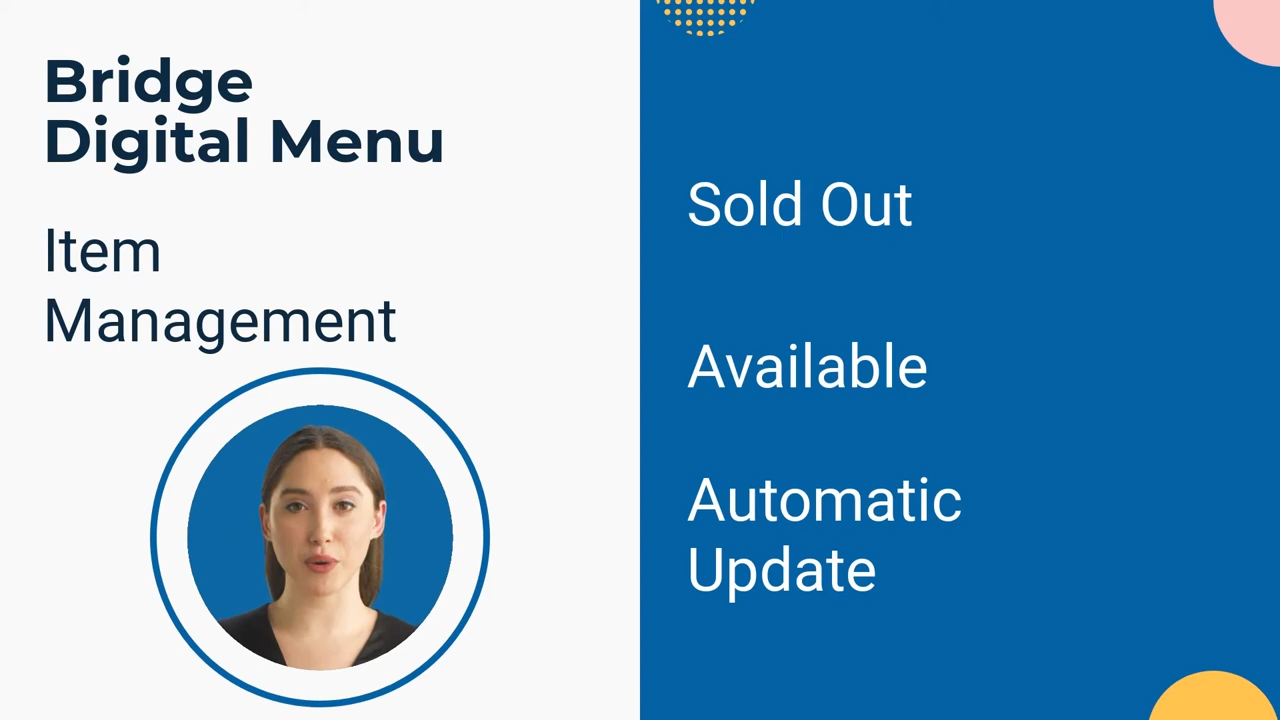 Bridge
Digital Menu
Item
Management
Sold Out
Available
Automatic
Update